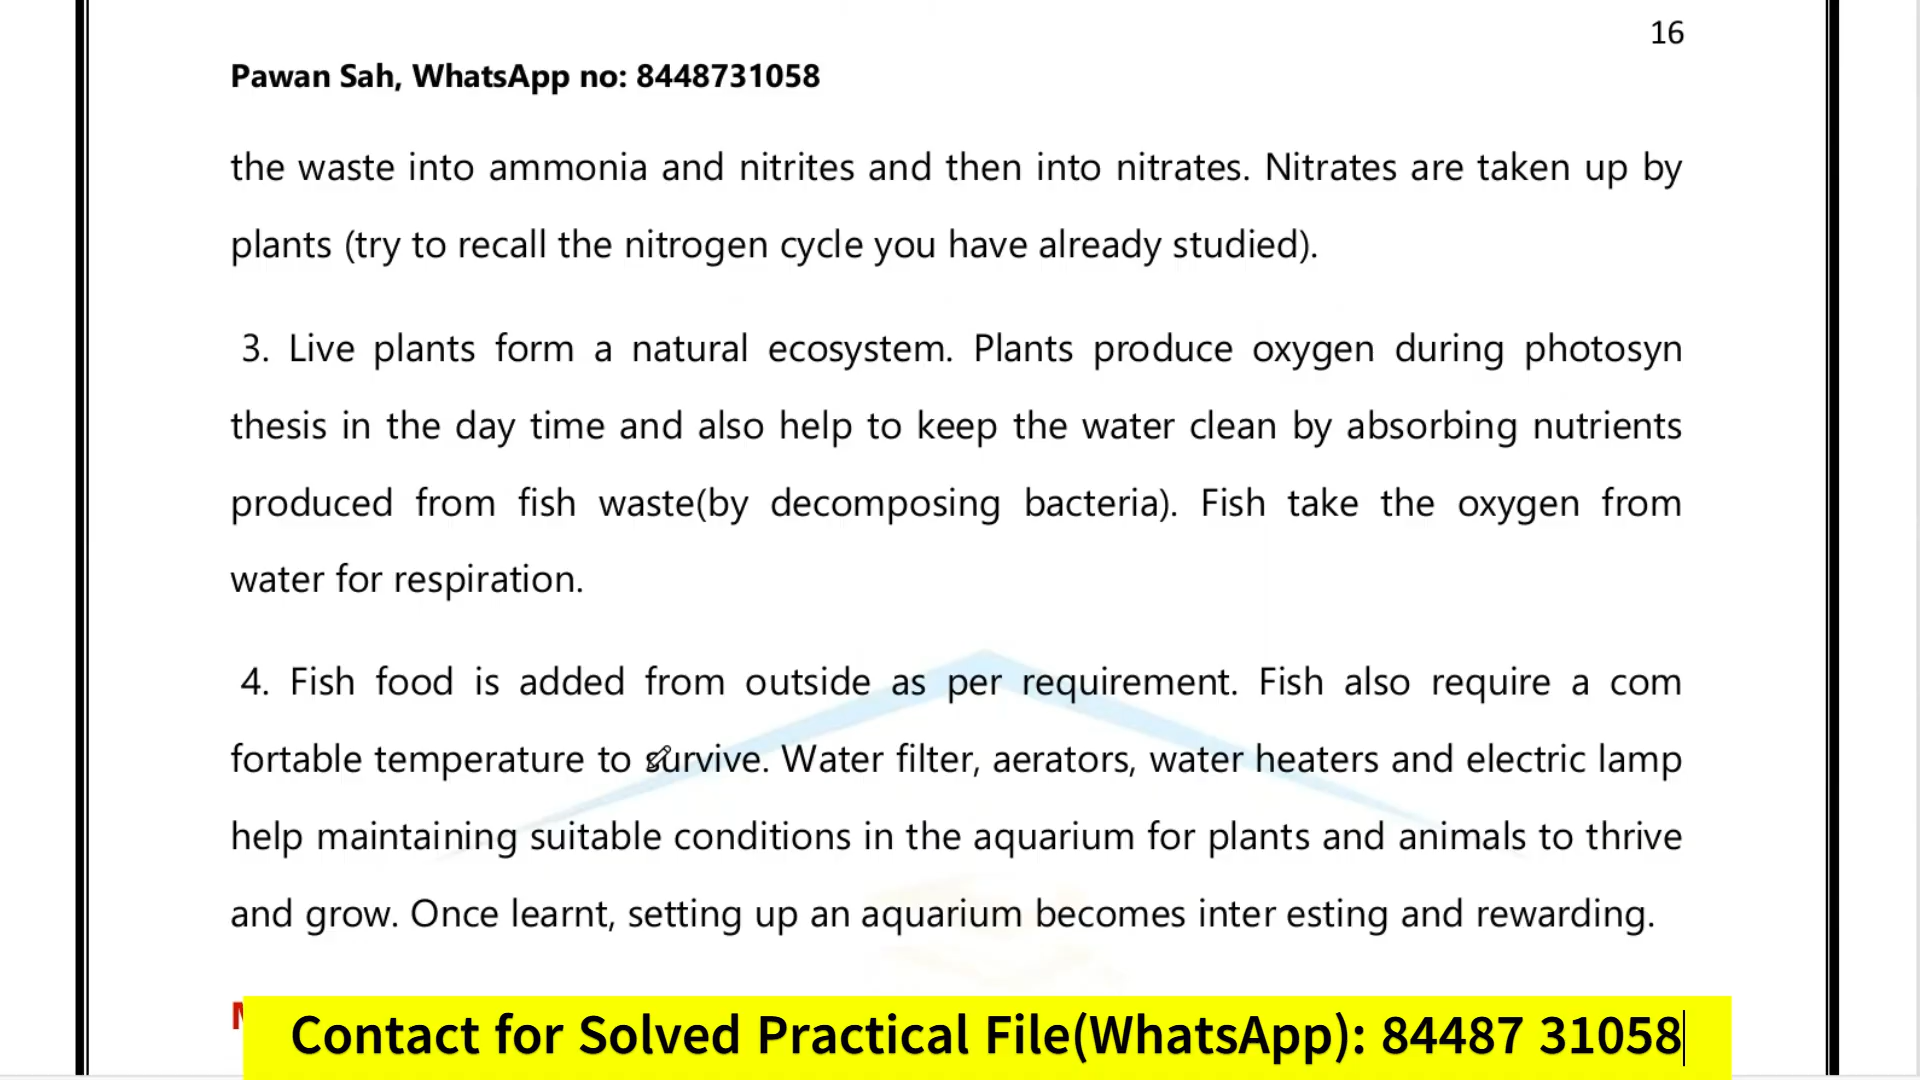 16
Pawan Sah, WhatsApp no: 8448731058
the waste into ammonia and nitrites and then into nitrates. Nitrates are taken up by
plants (try to recall the nitrogen cycle you have already studied).
3. Live plants form a natural ecosystem. Plants produce oxygen during photosyn
thesis in the day time and also help to keep the water clean by absorbing nutrients
produced from fish waste(by decomposing bacteria). Fish take the oxygen from
water for respiration.
4. Fish food is added from outside as per requirement. Fish also require a com
fortable temperature to survive. Water filter, aerators, water heaters and electric lamp
help maintaining suitable conditions in the aquarium for plants and animals to thrive
and grow. Once learnt, setting up an aquarium becomes inter esting and rewarding.
Contact for Solved Practical File(WhatsApp): 84487 31058